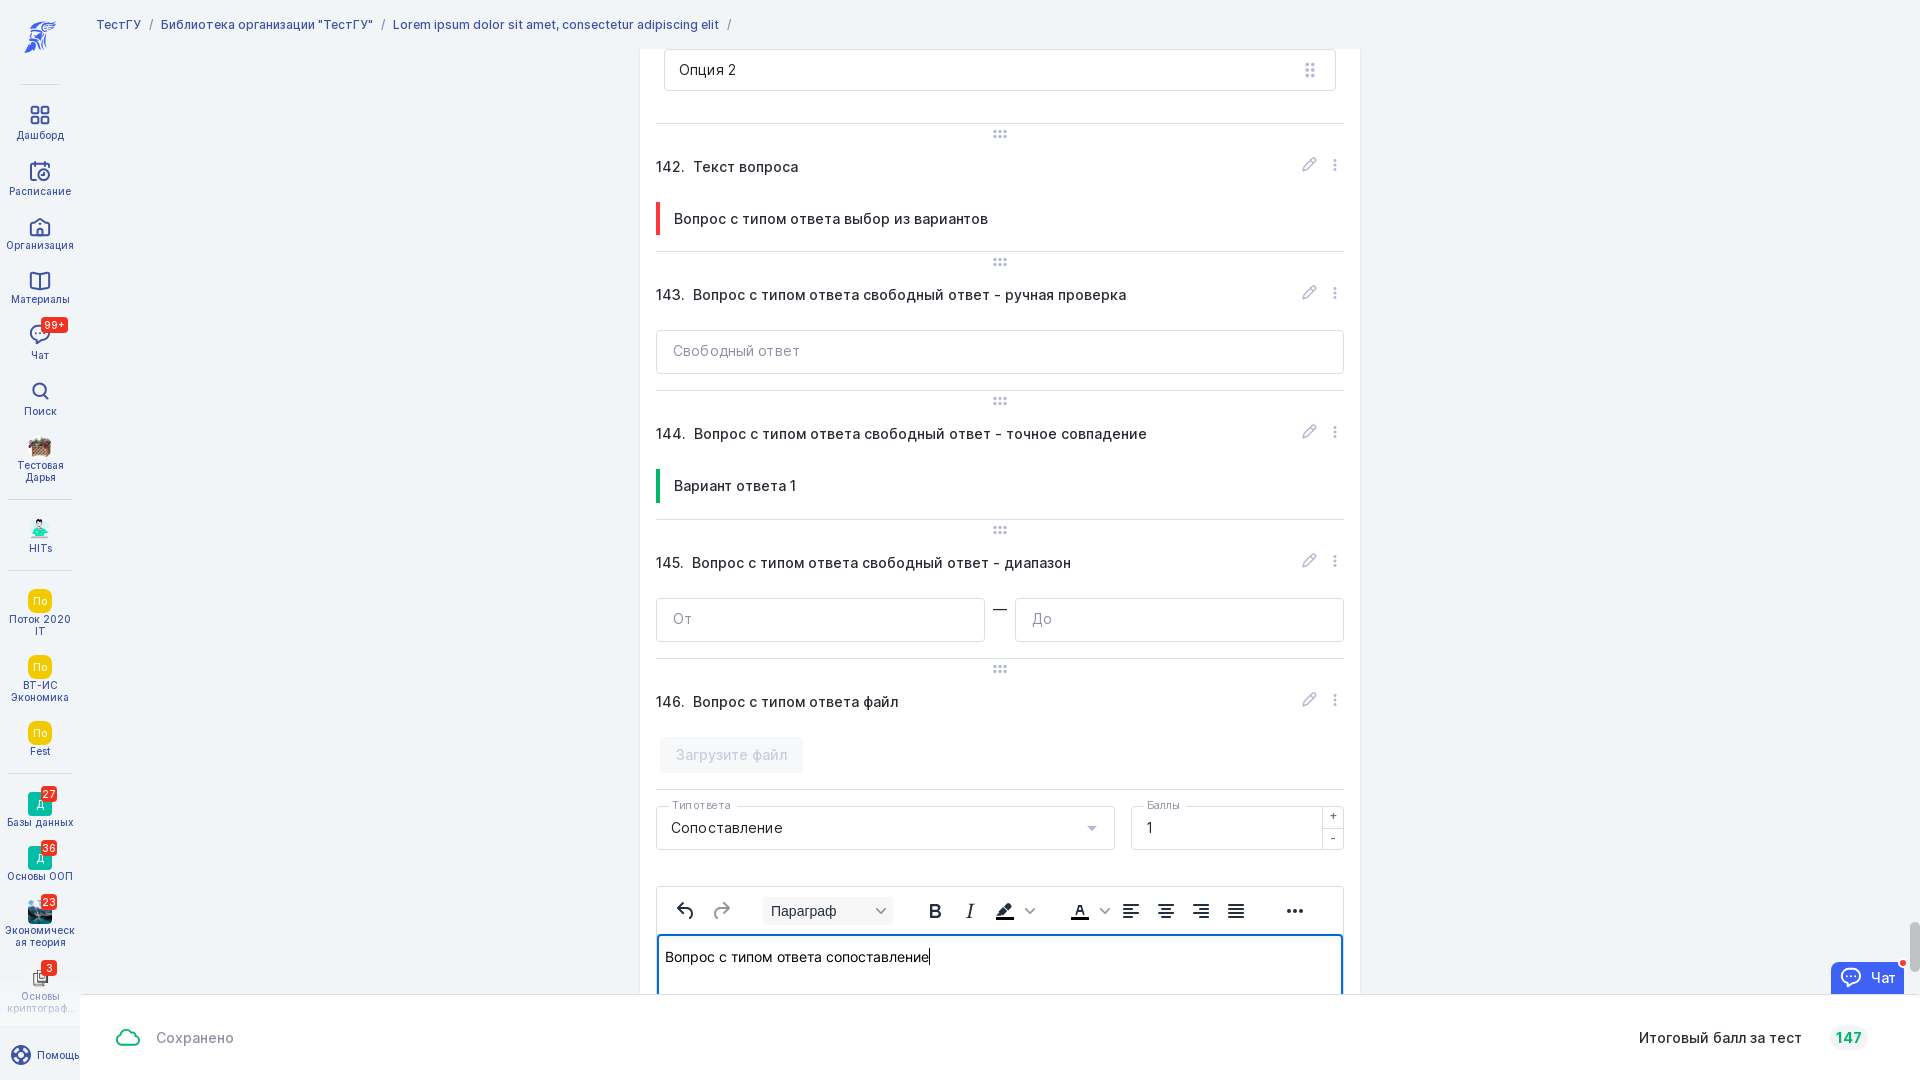 ТестГУ / Библиотека организации "ТестГУ" / Lorem ipsum dolor sit amet, consectetur adipiscing elit /
Дашборд
Расписание
Организация
Материалы
99+
Чат
Поиск
Тестовая
Дарья
HITs
По
Поток 2020
IT
По
ВТ-ИС
Экономика
По
Fest
27
Д
Базы данных
36
Д
Основы ООП
23
Экономическ
ая теория
3
Основы
криптограф...
Помощь
Опция 2
142. Текст вопроса
Вопрос с типом ответа выбор из вариантов
143. Вопрос с типом ответа свободный ответ - ручная проверка
Свободный ответ
144. Вопрос с типом ответа свободный ответ - точное совпадение
Вариант ответа 1
145. Вопрос с типом ответа свободный ответ - диапазон
От — До
146. Вопрос с типом ответа файл
Загрузите файл
Тип ответа Баллы
Сопоставление 1 + -
Параграф B I A
Вопрос с типом ответа сопоставление
Чат
Сохранено
Итоговый балл за тест 147